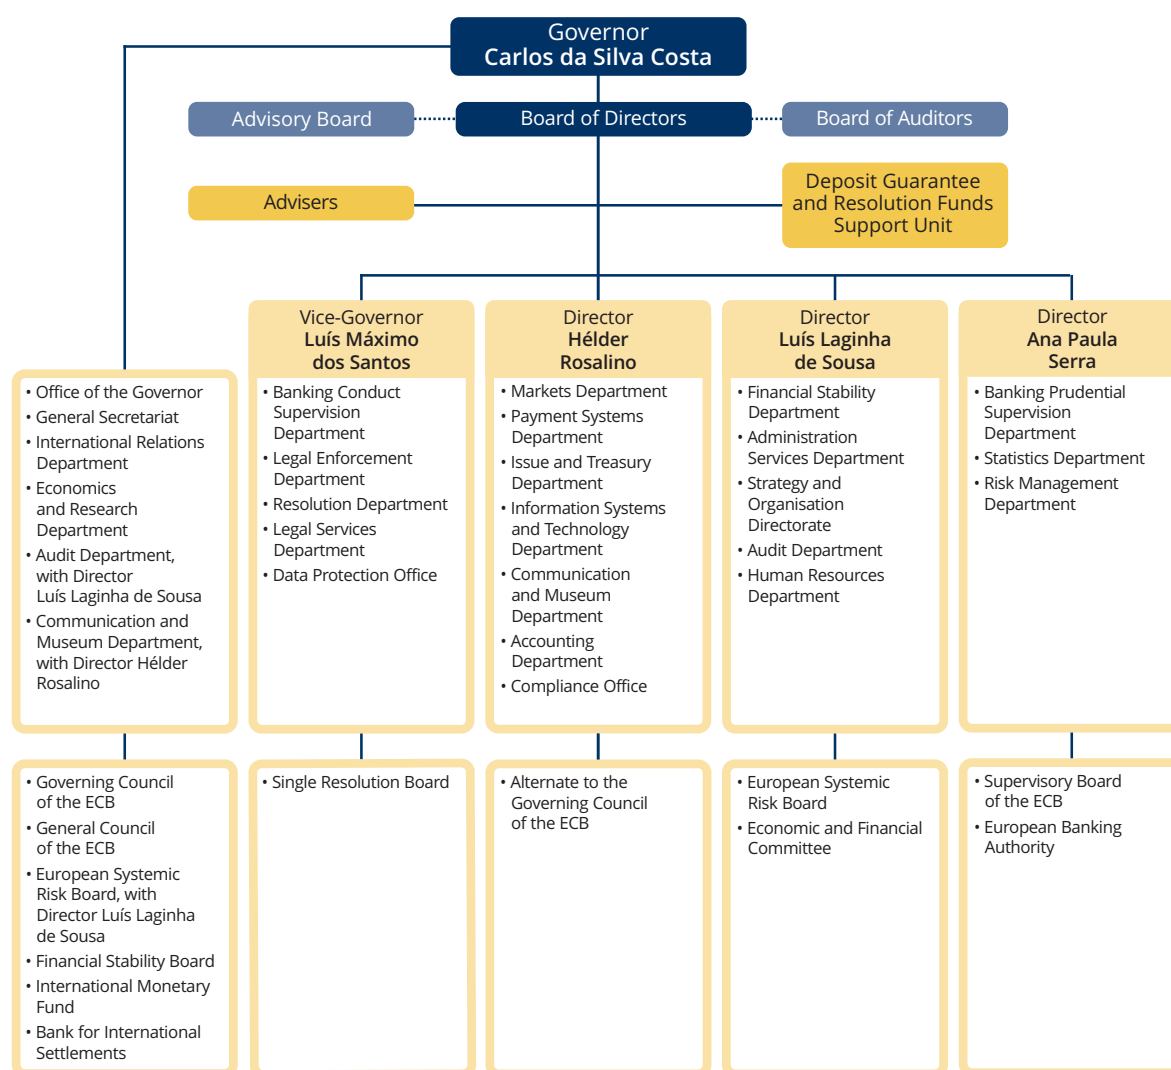 Governor
Carlos da Silva Costa
Advisory Board
Board of Directors
Board of Auditors
Advisers
Deposit Guarantee
and Resolution Funds
Support Unit
• Office of the Governor
• General Secretariat
• International Relations
Department
• Economics
and Research
Department
• Audit Department,
with Director
Luís Laginha de Sousa
• Communication and
Museum Department,
with Director Hélder
Rosalino
Vice-Governor
Luís Máximo
dos Santos
• Banking Conduct
Supervision
Department
• Legal Enforcement
Department
• Resolution Department
• Legal Services
Department
• Data Protection Office
Director
Hélder
Rosalino
• Markets Department
• Payment Systems
Department
• Issue and Treasury
Department
• Information Systems
and Technology
Department
• Communication
and Museum
Department
• Accounting
Department
• Compliance Office
Director
Luís Laginha
de Sousa
• Financial Stability
Department
• Administration
Services Department
• Strategy and
Organisation
Directorate
• Audit Department
• Human Resources
Department
Director
Ana Paula
Serra
• Banking Prudential
Supervision
Department
• Statistics Department
• Risk Management
Department
• Governing Council
of the ECB
• General Council
of the ECB
• European Systemic
Risk Board, with
Director Luís Laginha
de Sousa
• Financial Stability Board
• International Monetary
Fund
• Bank for International
Settlements
• Single Resolution Board
• Alternate to the
Governing Council
of the ECB
• European Systemic
Risk Board
• Economic and Financial
Committee
• Supervisory Board
of the ECB
• European Banking
Authority